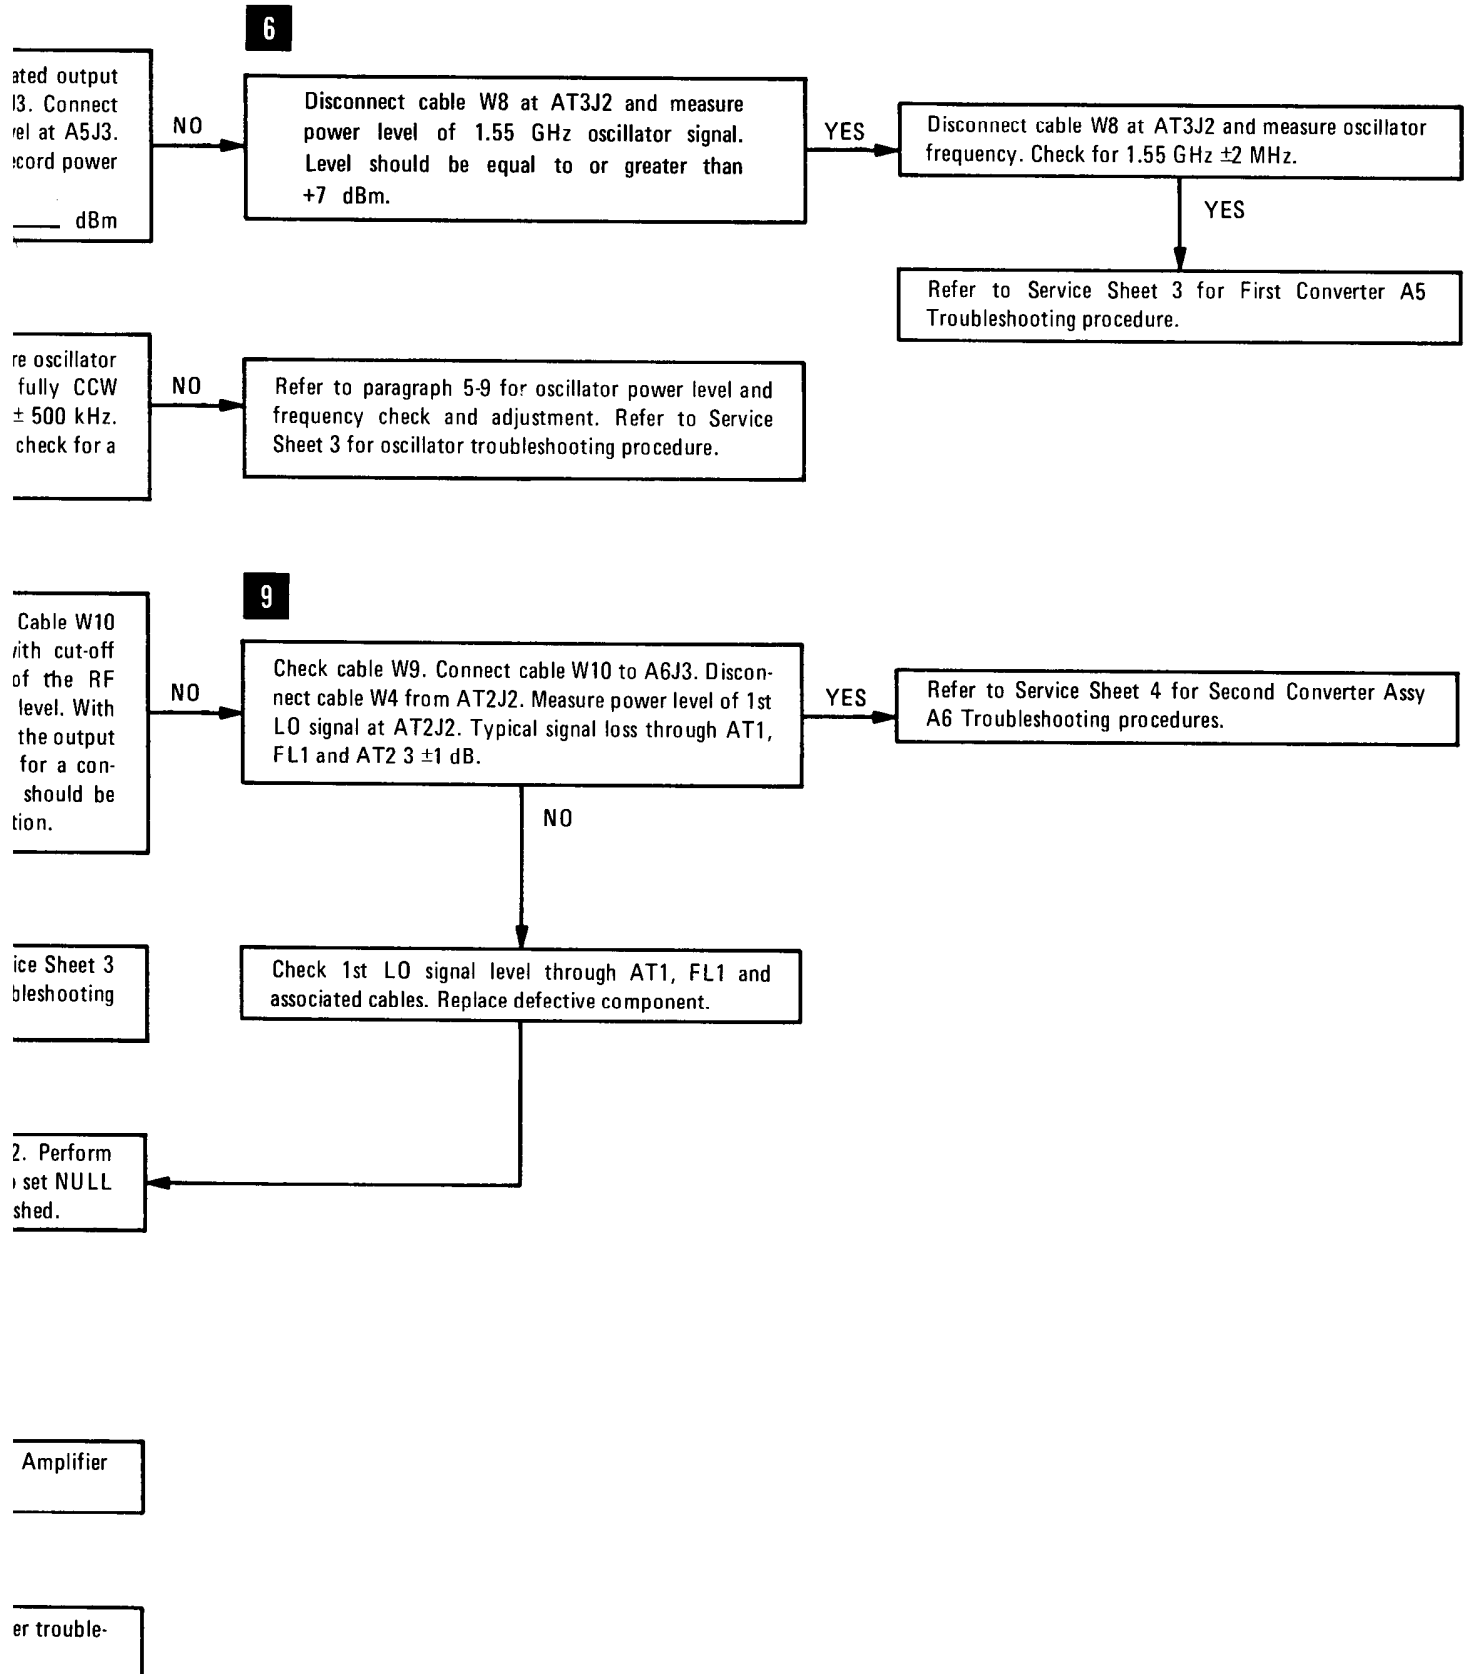 6
ated output
J3. Connect
vel at A5J3.
ecord power
dBm
NO
Disconnect cable W8 at AT3J2 and measure
power level of 1.55 GHz oscillator signal.
Level should be equal to or greater than
+7 dBm.
YES
Disconnect cable W8 at AT3J2 and measure oscillator
frequency. Check for 1.55 GHz ±2 MHz.
YES
Refer to Service Sheet 3 for First Converter A5
Troubleshooting procedure.
re oscillator
fully CCW
± 500 kHz.
check for a
NO
Refer to paragraph 5-9 for oscillator power level and
frequency check and adjustment. Refer to Service
Sheet 3 for oscillator troubleshooting procedure.
9
Cable W10
with cut-off
of the RF
level. With
the output
for a con-
should be
tion.
NO
Check cable W9. Connect cable W10 to A6J3. Discon-
nect cable W4 from AT2J2. Measure power level of 1st
LO signal at AT2J2. Typical signal loss through AT1,
FL1 and AT2 3 ±1 dB.
YES
Refer to Service Sheet 4 for Second Converter Assy
A6 Troubleshooting procedures.
NO
ice Sheet 3
bleshooting
Check 1st LO signal level through AT1, FL1 and
associated cables. Replace defective component.
2. Perform
set NULL
shed.
Amplifier
er trouble-